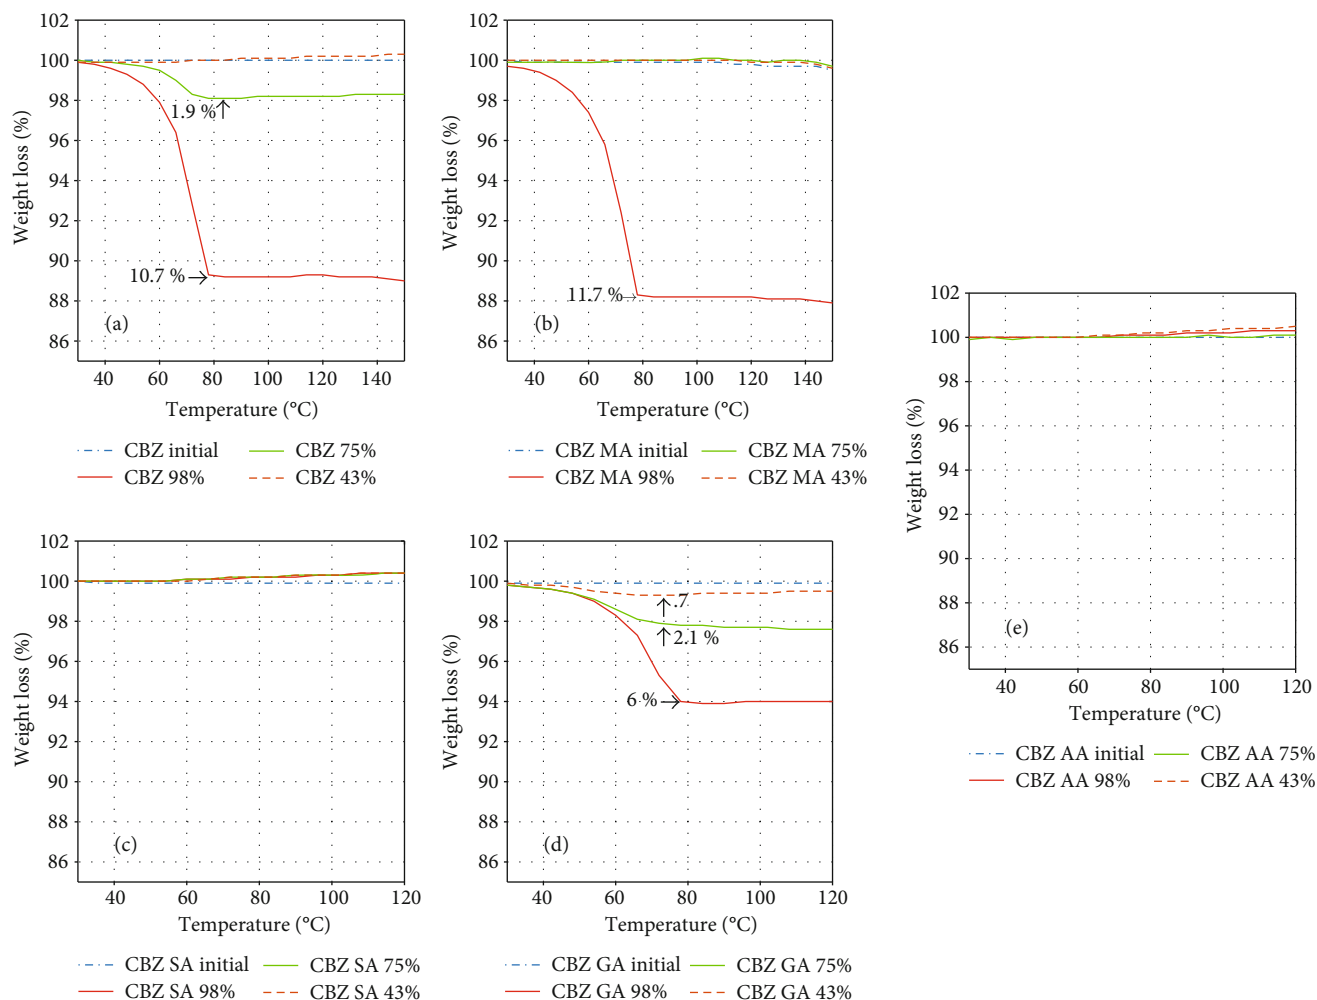 102
100
98
96
94
92
90
88
86
Weight loss (%)
1.9 %
10.7 %
(a)
40 60 80 100 120 140
Temperature (°C)
CBZ initial CBZ 75%
CBZ 98% CBZ 43%
102
100
98
96
94
92
90
88
86
Weight loss (%)
11.7 %
(b)
40 60 80 100 120 140
Temperature (°C)
CBZ MA initial CBZ MA 75%
CBZ MA 98% CBZ MA 43%
102
100
98
96
94
92
90
88
86
Weight loss (%)
(c)
40 60 80 100 120
Temperature (°C)
CBZ SA initial CBZ SA 75%
CBZ SA 98% CBZ SA 43%
102
100
98
96
94
92
90
88
86
Weight loss (%)
.7
2.1 %
6 %
(d)
40 60 80 100 120
Temperature (°C)
CBZ GA initial CBZ GA 75%
CBZ GA 98% CBZ GA 43%
102
100
98
96
94
92
90
88
86
Weight loss (%)
(e)
40 60 80 100 120
Temperature (°C)
CBZ AA initial CBZ AA 75%
CBZ AA 98% CBZ AA 43%